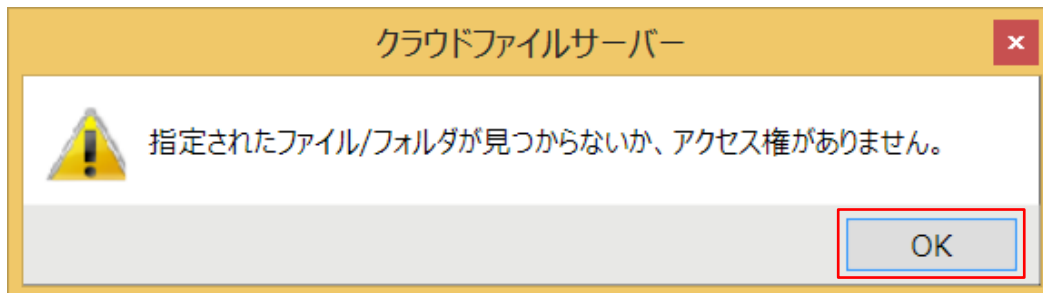 クラウドファイルサーバー
指定されたファイル/フォルダが見つからないか、アクセス権がありません。
OK